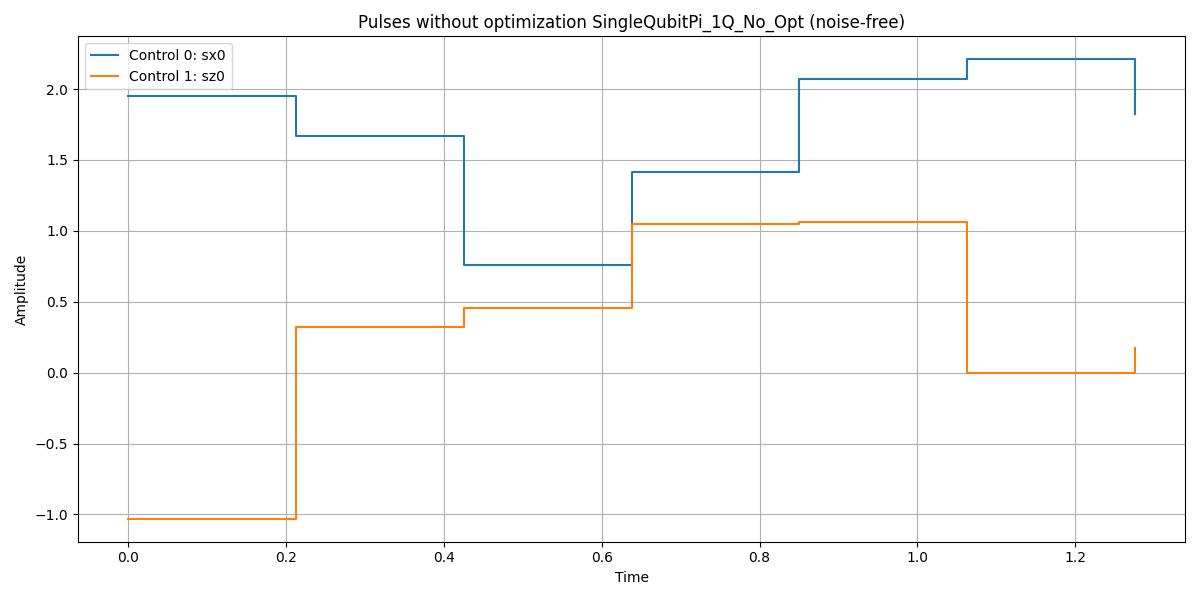 Pulses without optimization SingleQubitPi_1Q_No_Opt (noise-free)
Control 0: sx0
Control 1: sz0
Amplitude
2.0
1.5
1.0
0.5
0.0
−0.5
−1.0
0.0 0.2 0.4 0.6 0.8 1.0 1.2
Time